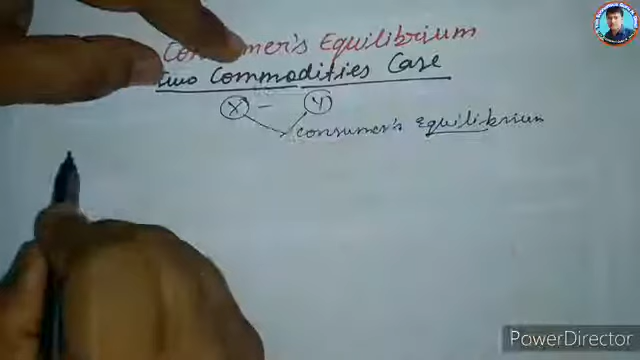 Consumer's Equilibrium
Two Commodities Case
X - Y
consumer's equilibrium
PowerDirector